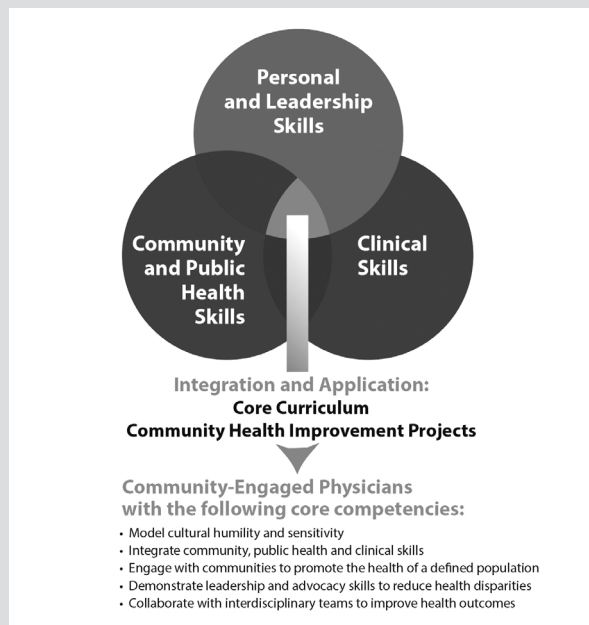 Personal
and Leadership
Skills
Community
and Public
Health
Skills
Clinical
Skills
Integration and Application:
Core Curriculum
Community Health Improvement Projects
Community-Engaged Physicians
with the following core competencies:
• Model cultural humility and sensitivity
• Integrate community, public health and clinical skills
• Engage with communities to promote the health of a defined population
• Demonstrate leadership and advocacy skills to reduce health disparities
• Collaborate with interdisciplinary teams to improve health outcomes